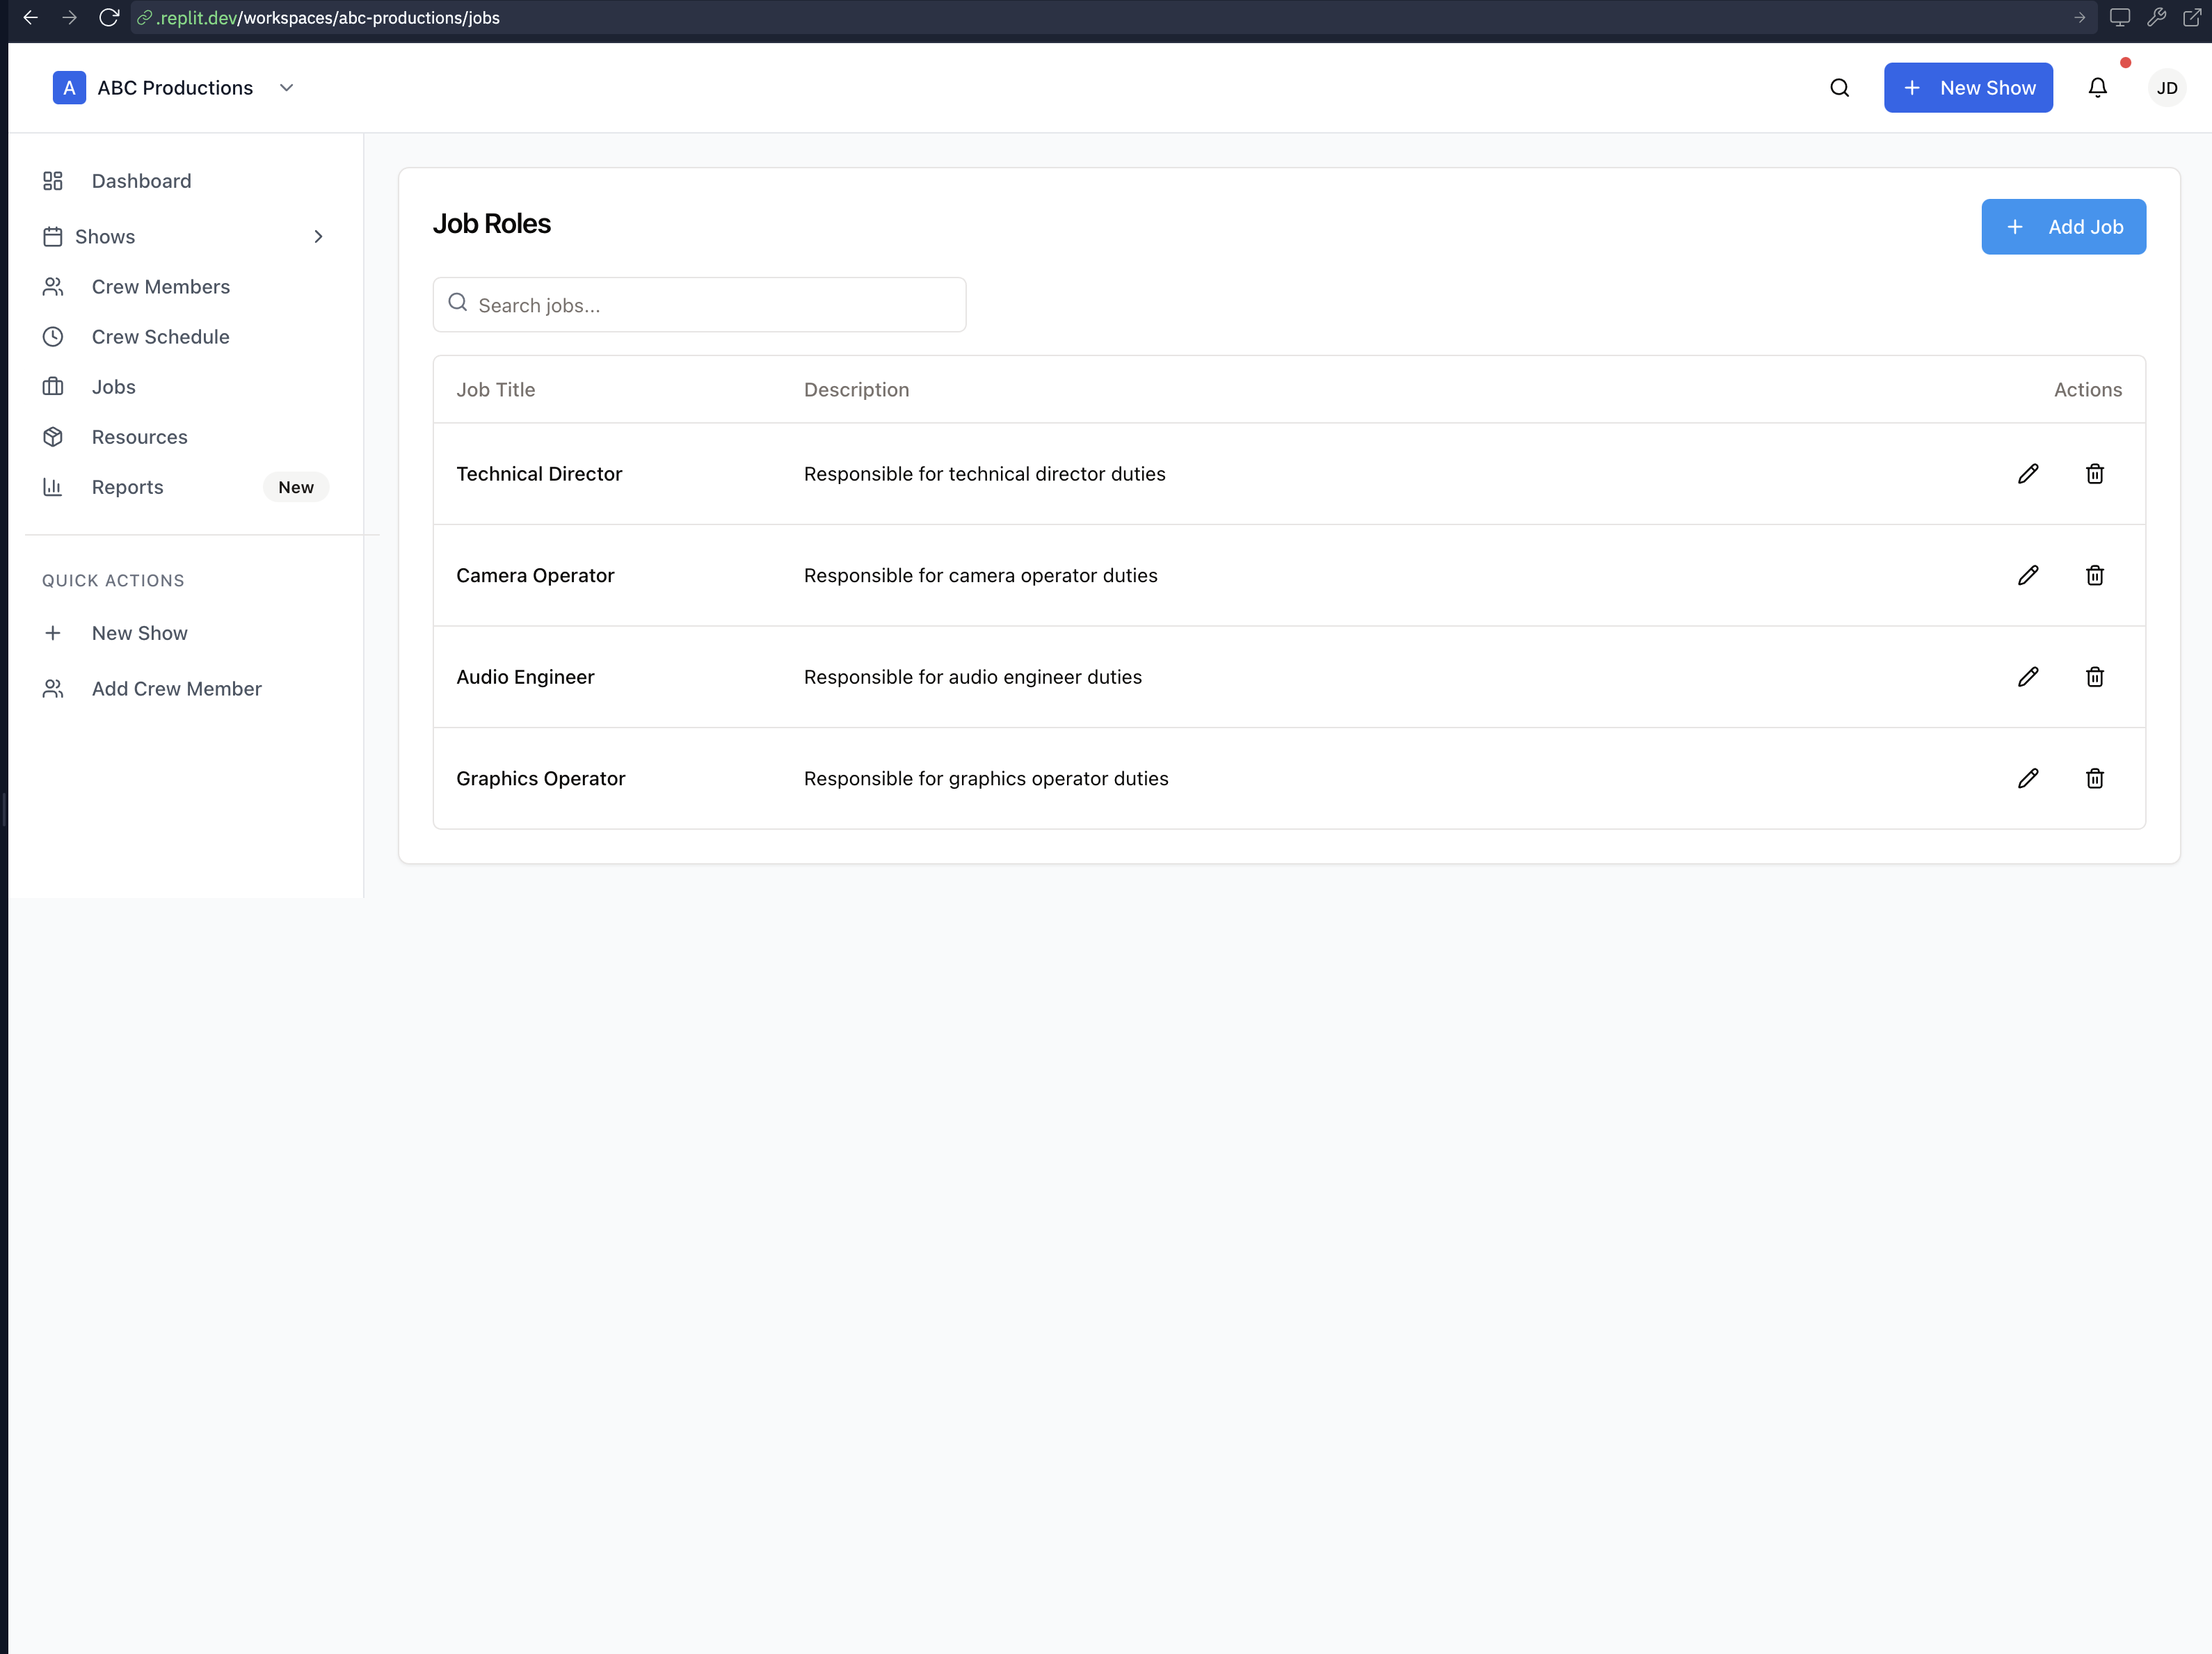 .replit.dev/workspaces/abc-productions/jobs
A ABC Productions
New Show
JD
Dashboard
Shows
Crew Members
Crew Schedule
Jobs
Resources
Reports New
QUICK ACTIONS
New Show
Add Crew Member
Job Roles
Add Job
Search jobs...
Job Title Description Actions
Technical Director Responsible for technical director duties
Camera Operator Responsible for camera operator duties
Audio Engineer Responsible for audio engineer duties
Graphics Operator Responsible for graphics operator duties